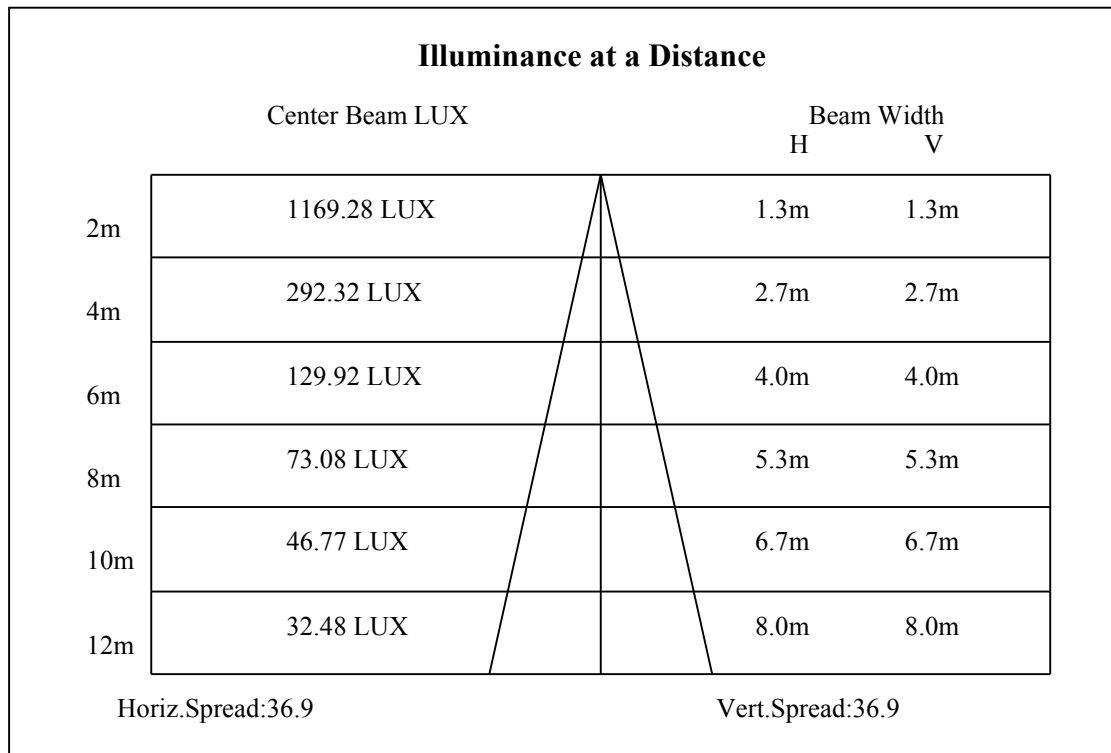 Illuminance at a Distance
Center Beam LUX Beam Width
H V
2m 1169.28 LUX 1.3m 1.3m
4m 292.32 LUX 2.7m 2.7m
6m 129.92 LUX 4.0m 4.0m
8m 73.08 LUX 5.3m 5.3m
10m 46.77 LUX 6.7m 6.7m
12m 32.48 LUX 8.0m 8.0m
Horiz.Spread:36.9 Vert.Spread:36.9